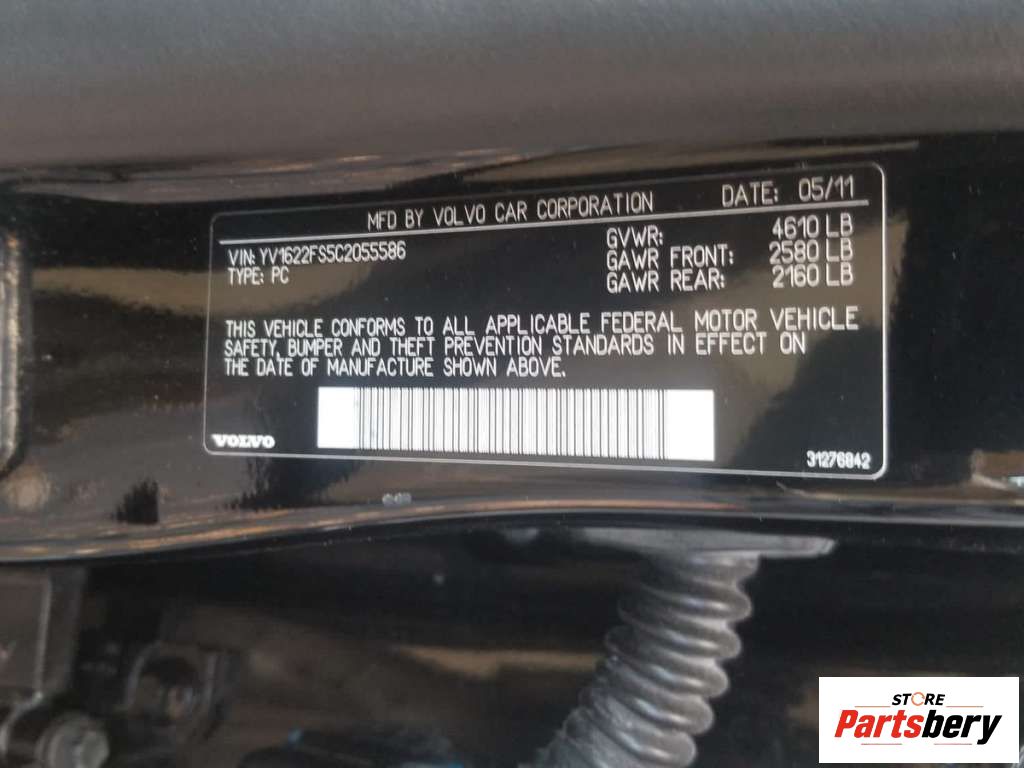 MFD BY VOLVO CAR CORPORATION DATE: 05/11
VIN: YV1622FS5C2055586
TYPE: PC
GVWR: 4610 LB
GAWR FRONT: 2580 LB
GAWR REAR: 2160 LB
THIS VEHICLE CONFORMS TO ALL APPLICABLE FEDERAL MOTOR VEHICLE
SAFETY, BUMPER AND THEFT PREVENTION STANDARDS IN EFFECT ON
THE DATE OF MANUFACTURE SHOWN ABOVE.
VOLVO
31276842
STORE
Partsbery